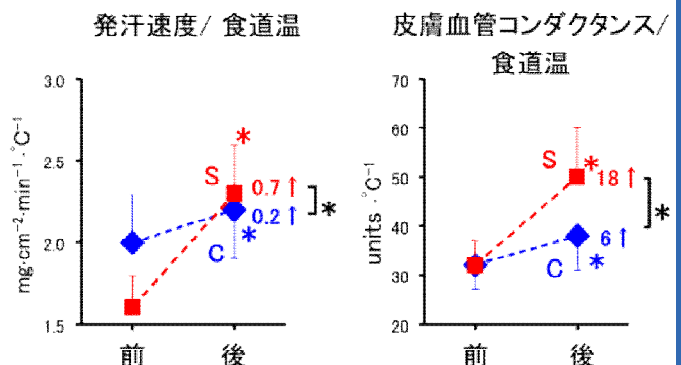 発汗速度/ 食道温
mg·cm⁻²·min⁻¹·℃⁻¹
3.0
2.5
2.0
1.5
S
*
0.7↑
0.2↑
*
C
*
前
後
皮膚血管コンダクタンス/
食道温
units·℃⁻¹
70
60
50
40
30
20
S
*
18↑
6↑
*
C
*
前
後